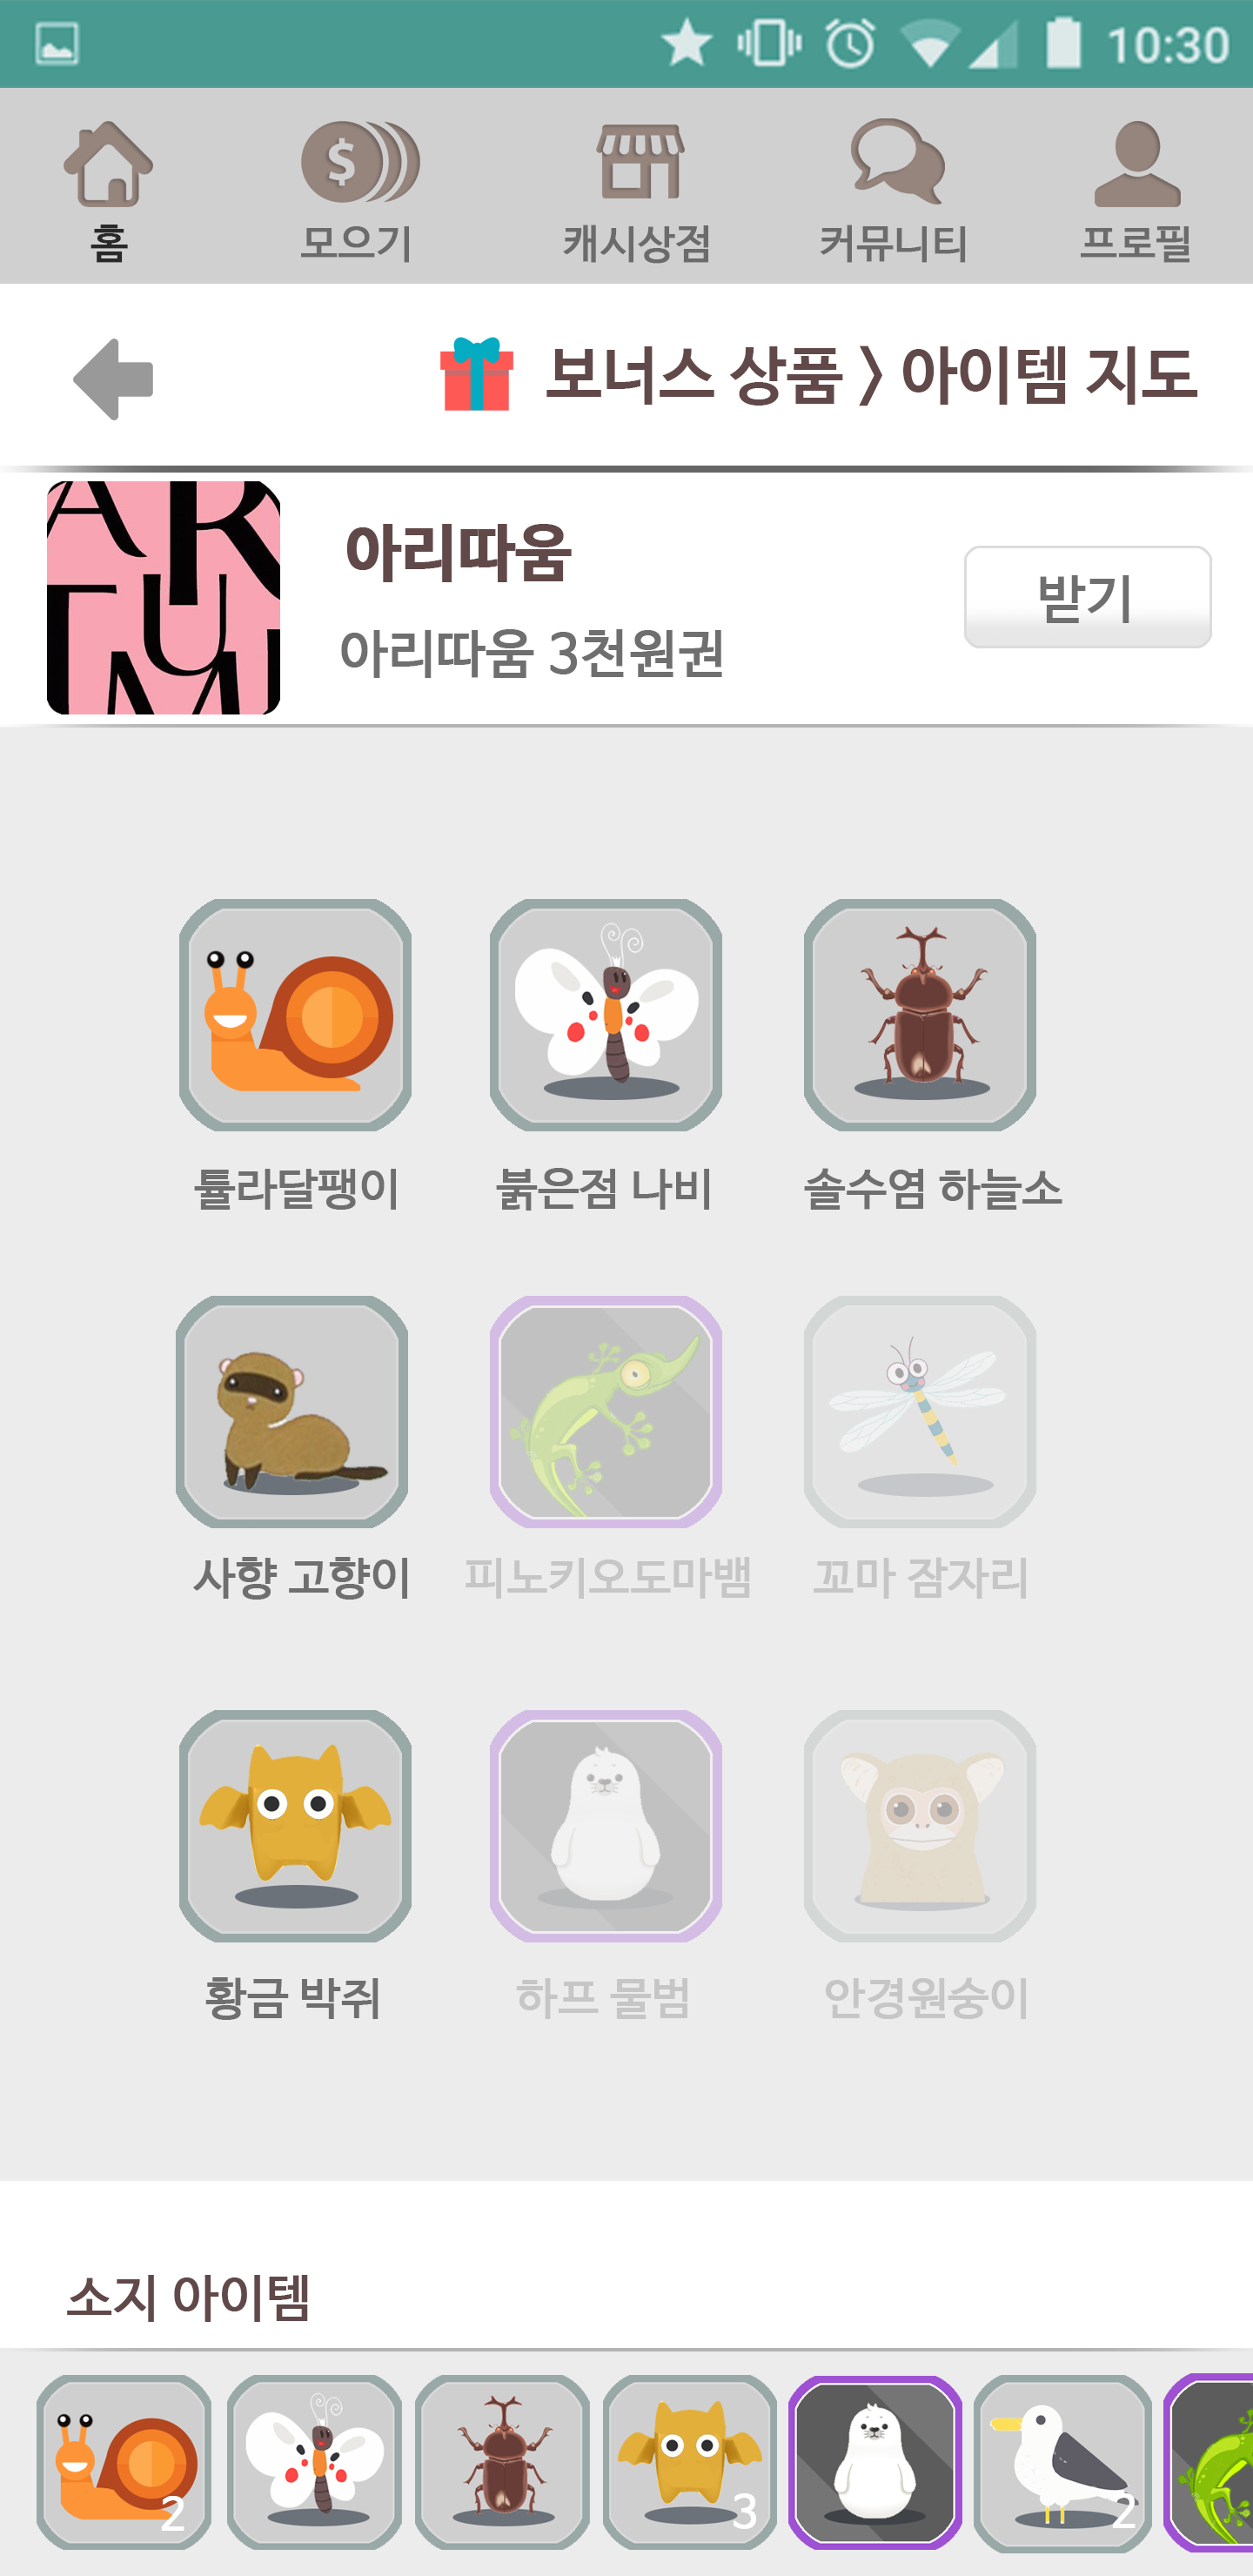 10:30
홈 모으기 캐시상점 커뮤니티 프로필
보너스 상품 > 아이템 지도
아리따움
아리따움 3천원권
받기
튤라달팽이 붉은점 나비 솔수염 하늘소
사향 고향이 피노키오도마뱀 꼬마 잠자리
황금 박쥐 하프 물범 안경원숭이
소지 아이템
2 3 2